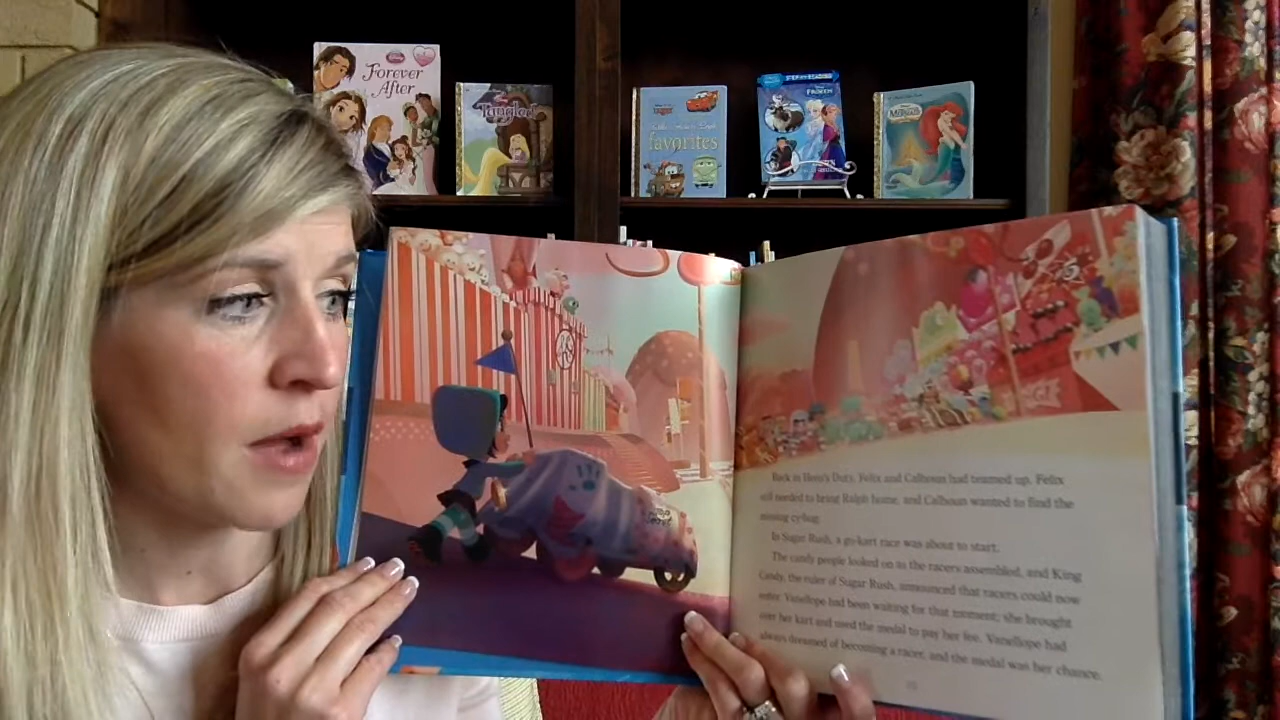 Forever
After
Tangled
favorites
STEP INTO READING
FROZEN
Mermaid
Back in Hero's Duty, Felix and Calhoun had teamed up. Felix
still needed to bring Ralph home, and Calhoun wanted to find the
missing cy-bug.
In Sugar Rush, a go-kart race was about to start.
The candy people looked on as the racers assembled, and King
Candy, the ruler of Sugar Rush, announced that racers could now
enter. Vanellope had been waiting for that moment; she brought
over her kart and used the medal to pay her fee. Vanellope had
always dreamed of becoming a racer, and the medal was her chance.